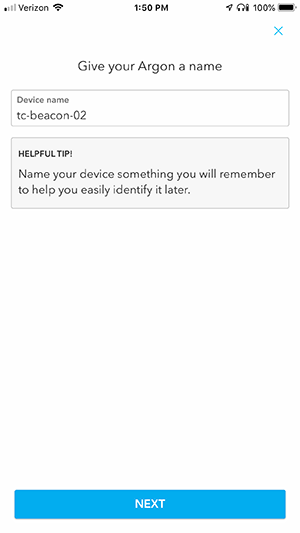 Verizon 1:50 PM 100%
Give your Argon a name
Device name
tc-beacon-02
HELPFUL TIP!
Name your device something you will remember
to help you easily identify it later.
NEXT